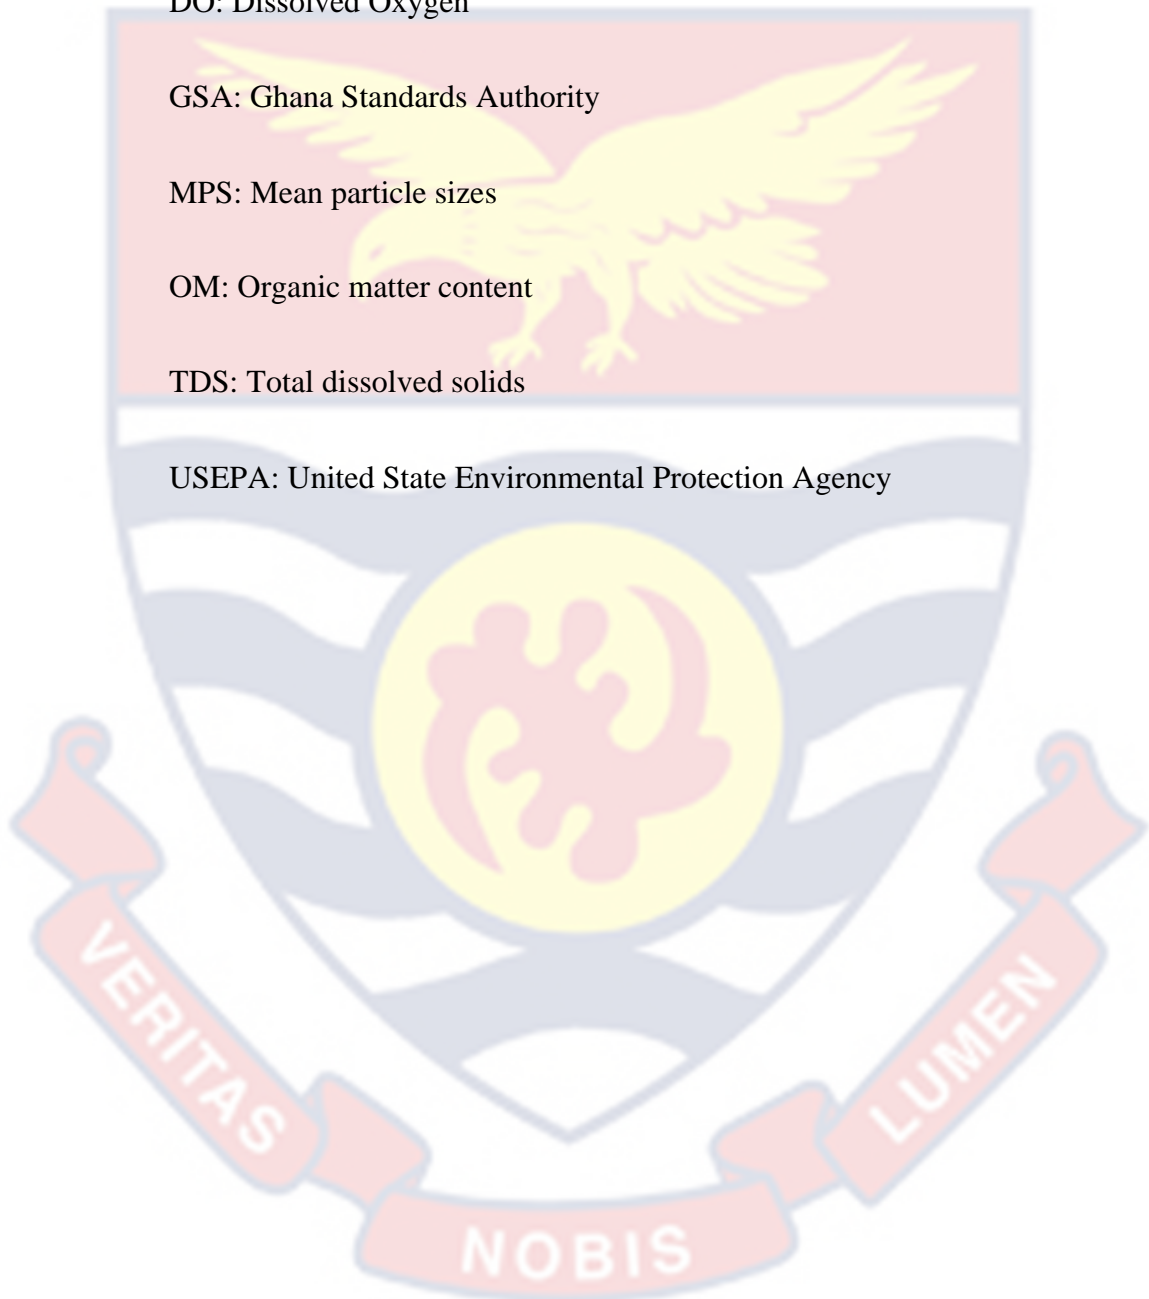 DO: Dissolved Oxygen
GSA: Ghana Standards Authority
MPS: Mean particle sizes
OM: Organic matter content
TDS: Total dissolved solids
USEPA: United State Environmental Protection Agency
VERITAS
NOBIS
LUMEN